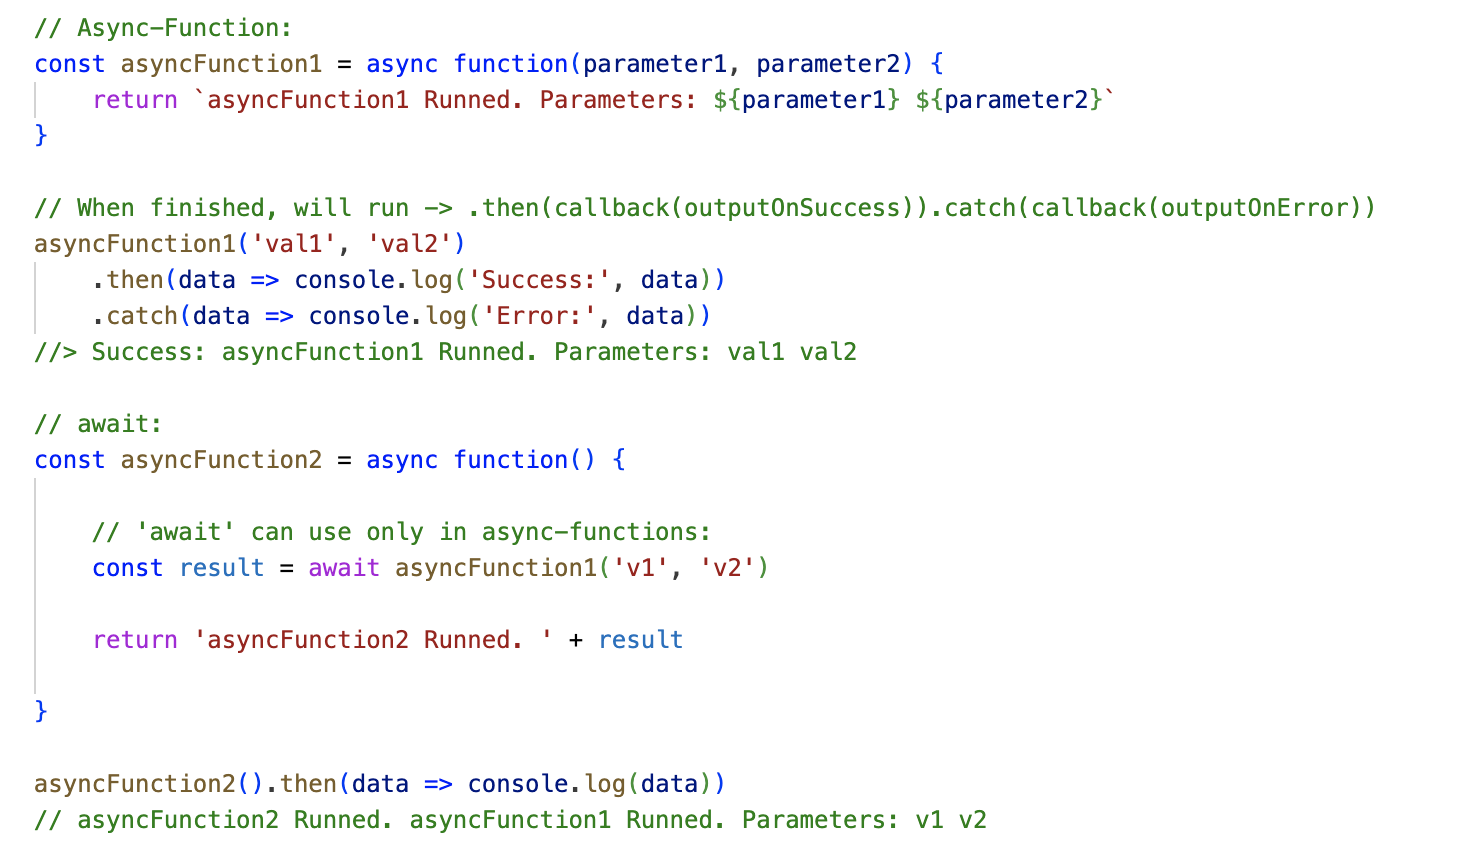 // Async-Function:
const asyncFunction1 = async function(parameter1, parameter2) {
    return `asyncFunction1 Runned. Parameters: ${parameter1} ${parameter2}`
}
// When finished, will run -> .then(callback(outputOnSuccess)).catch(callback(outputOnError))
asyncFunction1('val1', 'val2')
    .then(data => console.log('Success:', data))
    .catch(data => console.log('Error:', data))
//> Success: asyncFunction1 Runned. Parameters: val1 val2
// await:
const asyncFunction2 = async function() {
    // 'await' can use only in async-functions:
    const result = await asyncFunction1('v1', 'v2')
    return 'asyncFunction2 Runned. ' + result
}
asyncFunction2().then(data => console.log(data))
// asyncFunction2 Runned. asyncFunction1 Runned. Parameters: v1 v2